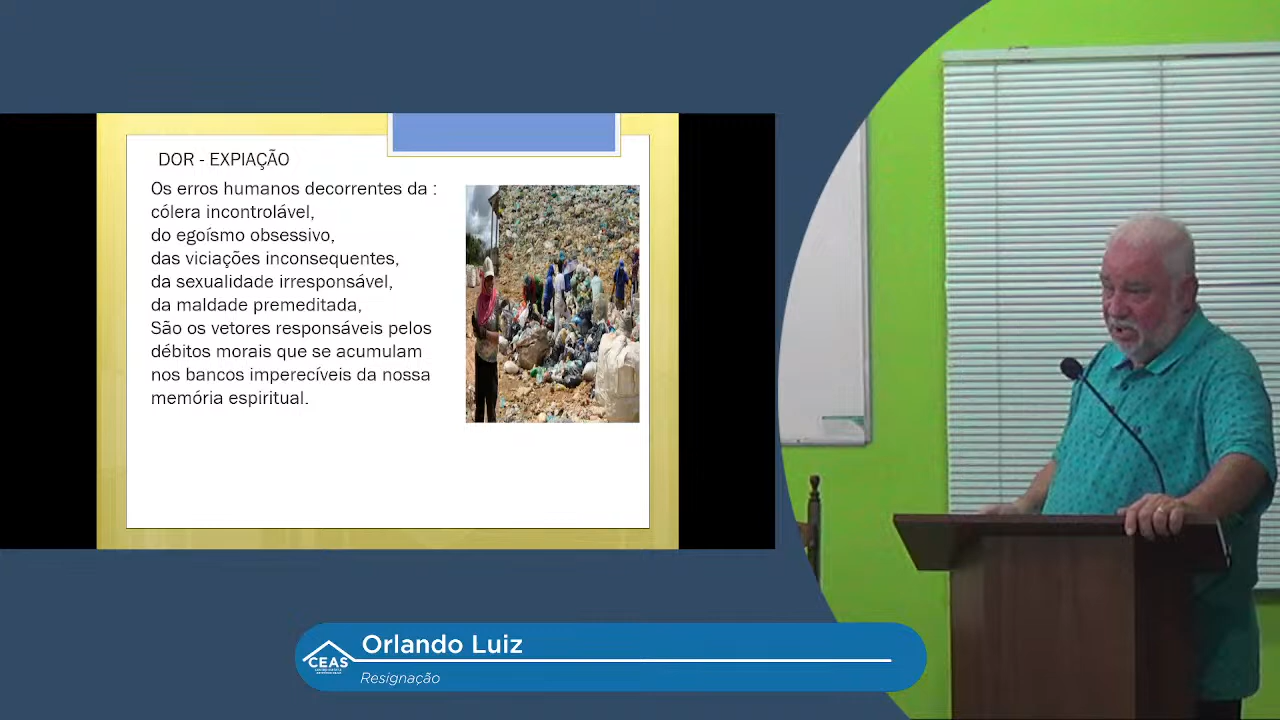 DOR - EXPIAÇÃO
Os erros humanos decorrentes da :
cólera incontrolável,
do egoísmo obsessivo,
das viciações inconsequentes,
da sexualidade irresponsável,
da maldade premeditada,
São os vetores responsáveis pelos
débitos morais que se acumulam
nos bancos imperecíveis da nossa
memória espiritual.
Orlando Luiz
CEAS
Resignação